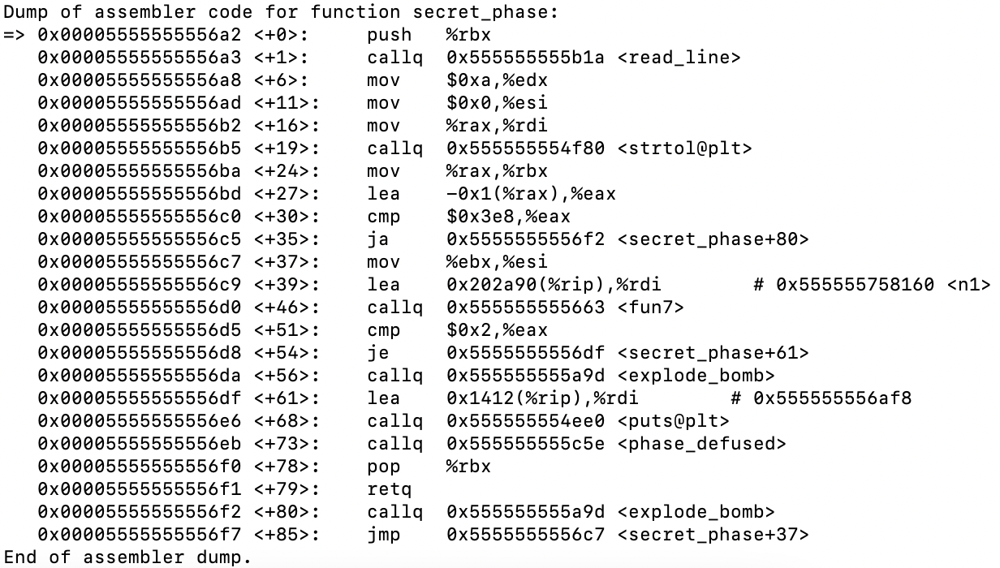 Dump of assembler code for function secret_phase:
=> 0x00005555555556a2 <+0>:     push   %rbx
   0x00005555555556a3 <+1>:     callq  0x555555555b1a <read_line>
   0x00005555555556a8 <+6>:     mov    $0xa,%edx
   0x00005555555556ad <+11>:    mov    $0x0,%esi
   0x00005555555556b2 <+16>:    mov    %rax,%rdi
   0x00005555555556b5 <+19>:    callq  0x555555554f80 <strtol@plt>
   0x00005555555556ba <+24>:    mov    %rax,%rbx
   0x00005555555556bd <+27>:    lea    -0x1(%rax),%eax
   0x00005555555556c0 <+30>:    cmp    $0x3e8,%eax
   0x00005555555556c5 <+35>:    ja     0x5555555556f2 <secret_phase+80>
   0x00005555555556c7 <+37>:    mov    %ebx,%esi
   0x00005555555556c9 <+39>:    lea    0x202a90(%rip),%rdi        # 0x555555758160 <n1>
   0x00005555555556d0 <+46>:    callq  0x555555555663 <fun7>
   0x00005555555556d5 <+51>:    cmp    $0x2,%eax
   0x00005555555556d8 <+54>:    je     0x5555555556df <secret_phase+61>
   0x00005555555556da <+56>:    callq  0x555555555a9d <explode_bomb>
   0x00005555555556df <+61>:    lea    0x1412(%rip),%rdi        # 0x555555556af8
   0x00005555555556e6 <+68>:    callq  0x555555554ee0 <puts@plt>
   0x00005555555556eb <+73>:    callq  0x555555555c5e <phase_defused>
   0x00005555555556f0 <+78>:    pop    %rbx
   0x00005555555556f1 <+79>:    retq
   0x00005555555556f2 <+80>:    callq  0x555555555a9d <explode_bomb>
   0x00005555555556f7 <+85>:    jmp    0x5555555556c7 <secret_phase+37>
End of assembler dump.